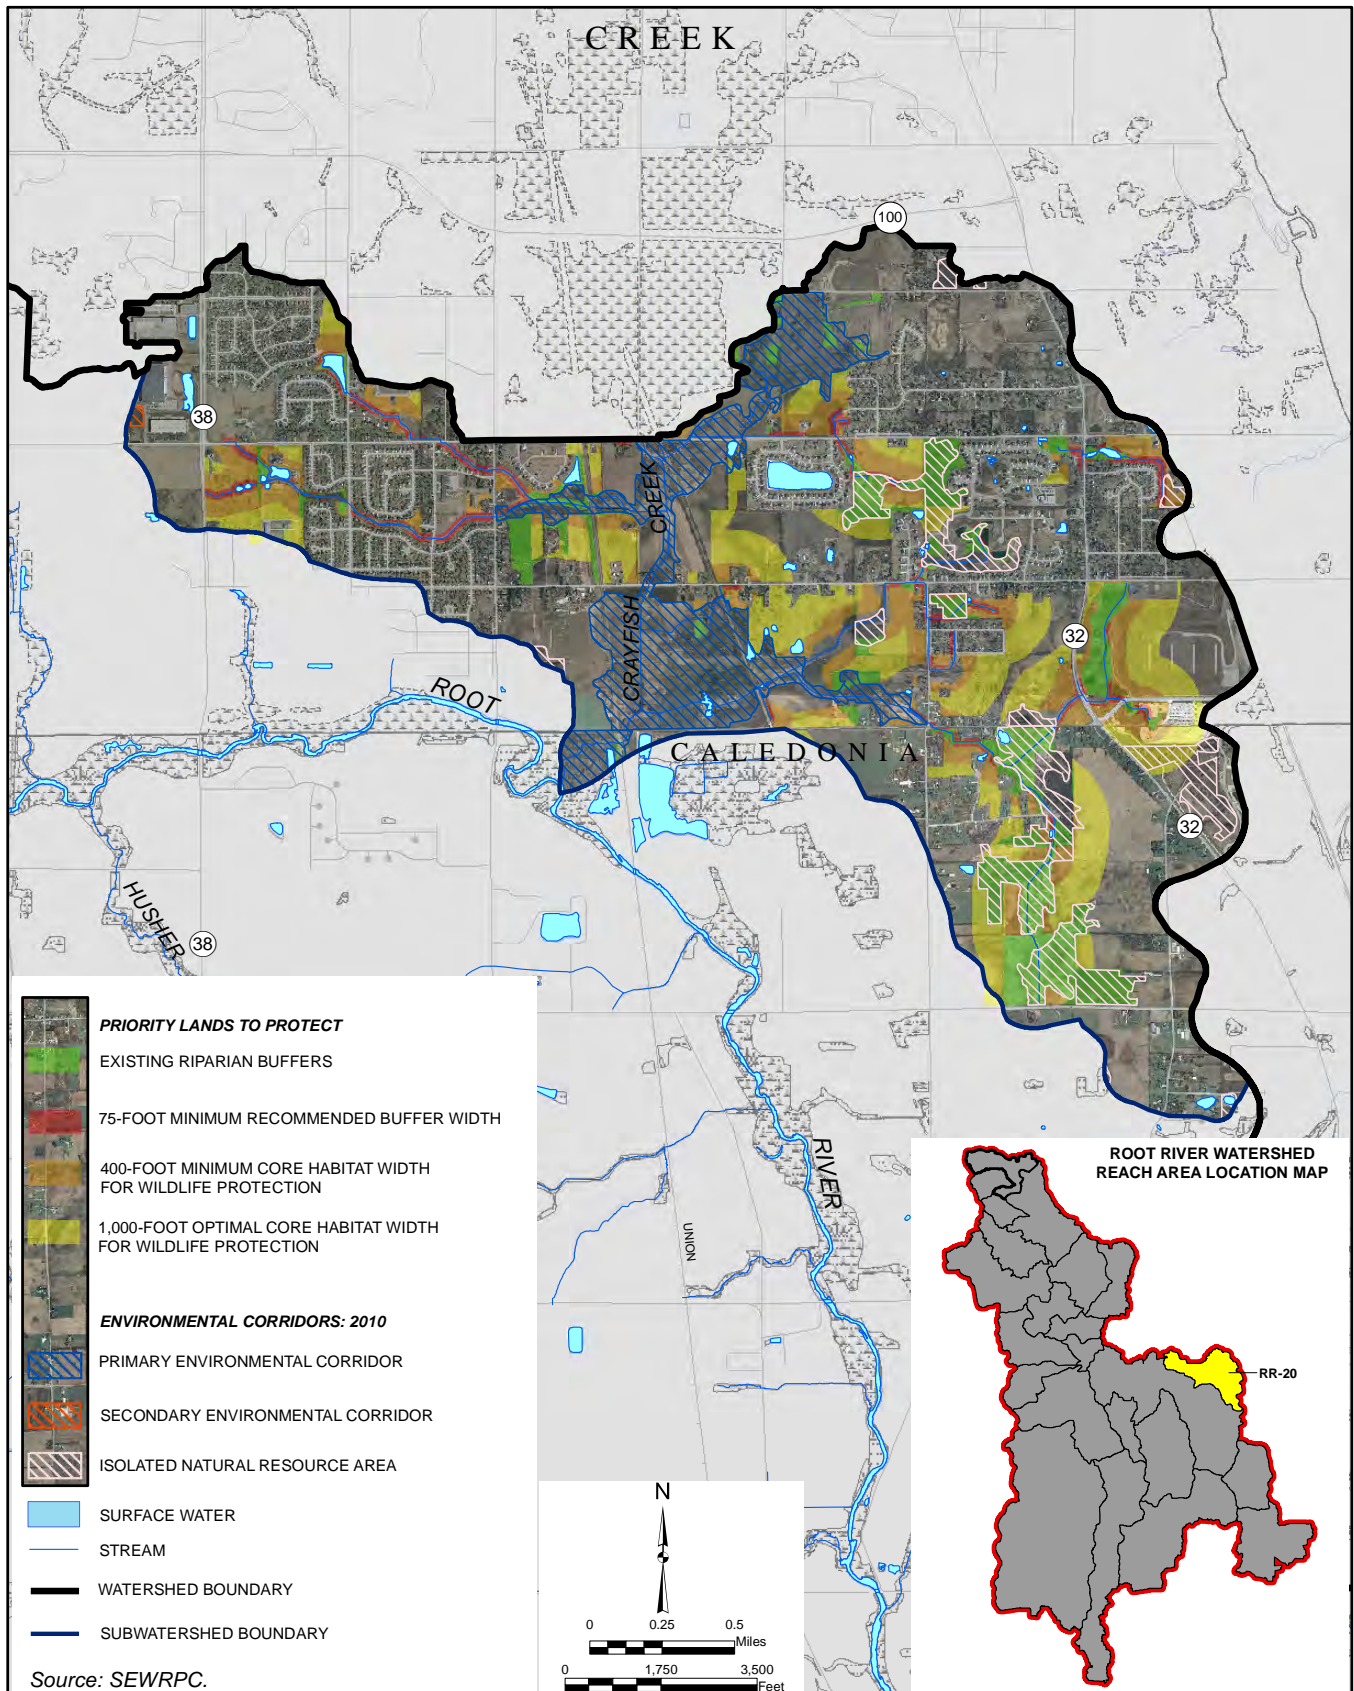 CREEK
100
38
CREEK
CRAYFISH
32
ROOT
CALEDONIA
32
HUSHER
38
PRIORITY LANDS TO PROTECT
EXISTING RIPARIAN BUFFERS
75-FOOT MINIMUM RECOMMENDED BUFFER WIDTH
400-FOOT MINIMUM CORE HABITAT WIDTH
FOR WILDLIFE PROTECTION
1,000-FOOT OPTIMAL CORE HABITAT WIDTH
FOR WILDLIFE PROTECTION
ENVIRONMENTAL CORRIDORS: 2010
PRIMARY ENVIRONMENTAL CORRIDOR
SECONDARY ENVIRONMENTAL CORRIDOR
ISOLATED NATURAL RESOURCE AREA
SURFACE WATER
STREAM
WATERSHED BOUNDARY
SUBWATERSHED BOUNDARY
Source: SEWRPC.
RIVER
UNION
N
0 0.25 0.5
Miles
0 1,750 3,500
Feet
ROOT RIVER WATERSHED
REACH AREA LOCATION MAP
RR-20